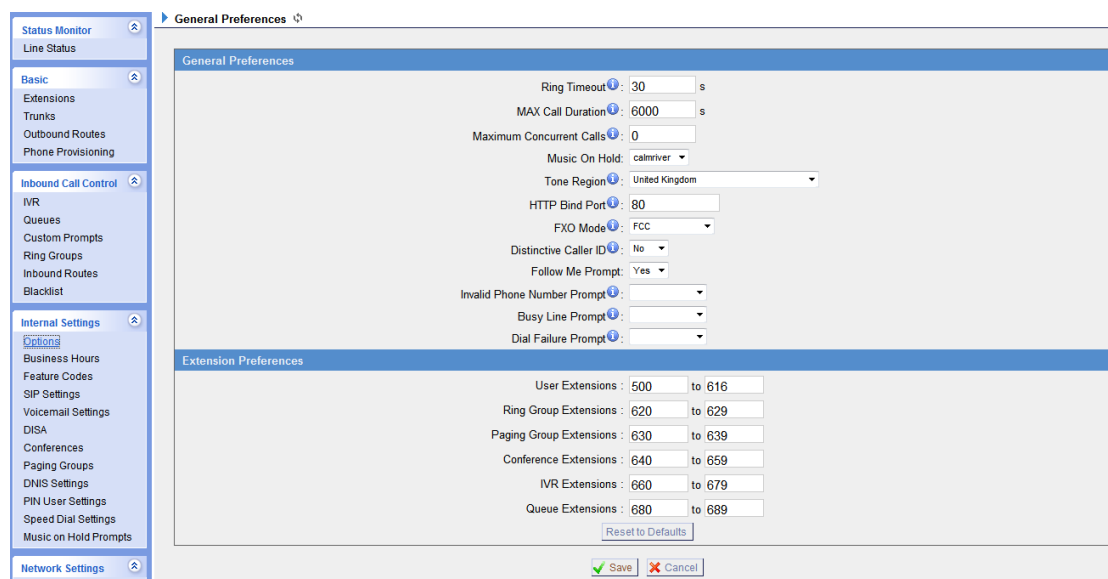 Status Monitor
Line Status
Basic
Extensions
Trunks
Outbound Routes
Phone Provisioning
Inbound Call Control
IVR
Queues
Custom Prompts
Ring Groups
Inbound Routes
Blacklist
Internal Settings
Options
Business Hours
Feature Codes
SIP Settings
Voicemail Settings
DISA
Conferences
Paging Groups
DNIS Settings
PIN User Settings
Speed Dial Settings
Music on Hold Prompts
Network Settings
General Preferences
General Preferences
Ring Timeout : 30 s
MAX Call Duration : 6000 s
Maximum Concurrent Calls : 0
Music On Hold: calmriver
Tone Region : United Kingdom
HTTP Bind Port : 80
FXO Mode : FCC
Distinctive Caller ID : No
Follow Me Prompt: Yes
Invalid Phone Number Prompt :
Busy Line Prompt :
Dial Failure Prompt :
Extension Preferences
User Extensions : 500 to 616
Ring Group Extensions : 620 to 629
Paging Group Extensions : 630 to 639
Conference Extensions : 640 to 659
IVR Extensions : 660 to 679
Queue Extensions : 680 to 689
Reset to Defaults
Save Cancel